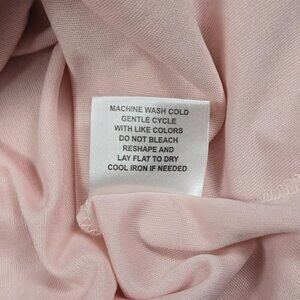 MACHINE WASH COLD
GENTLE CYCLE
WITH LIKE COLORS
DO NOT BLEACH
RESHAPE AND
LAY FLAT TO DRY
COOL IRON IF NEEDED